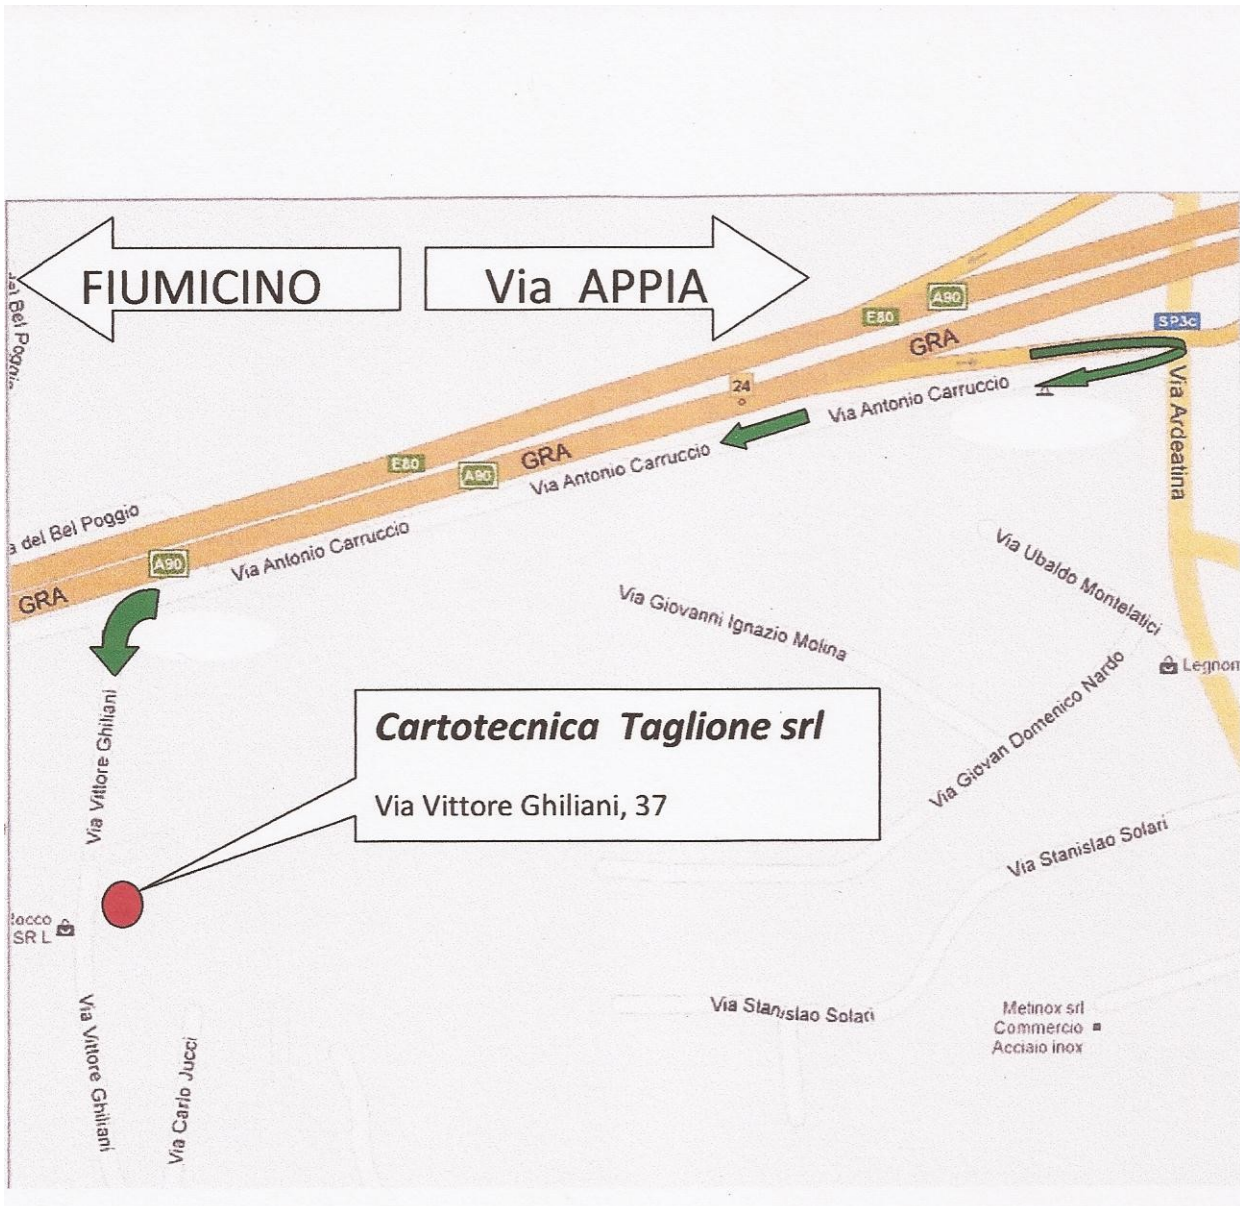 FIUMICINO
Via APPIA
Bel Poggio
E80
A90
GRA
SP3c
24
Via Antonio Carruccio
Via Ardeatina
E80
A90
GRA
Via Antonio Carruccio
del Bel Poggio
A90
Via Antonio Carruccio
GRA
Via Ubaldo Montelatici
Via Giovanni Ignazio Molina
Legnom
Via Giovan Domenico Nardo
Via Vittore Ghiliani
Cartotecnica Taglione srl
Via Vittore Ghiliani, 37
Via Stanislao Solari
SR L
Via Vittore Ghiliani
Via Carlo Jucci
Via Stanislao Solari
Metinox srl
Commercio
Acciaio inox